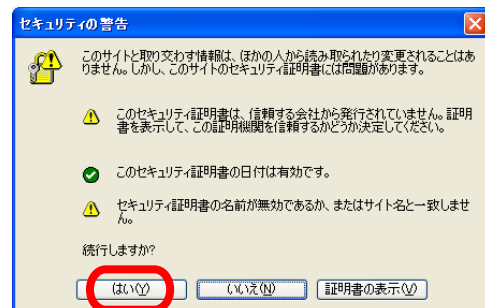 セキュリティの警告
このサイトと取り交わす情報は、ほかの人から読み取られたり変更されることはあ
りません。しかし、このサイトのセキュリティ証明書には問題があります。
このセキュリティ証明書は、信頼する会社から発行されていません。証明
書を表示して、この証明機関を信頼するかどうか決定してください。
このセキュリティ証明書の日付は有効です。
セキュリティ証明書の名前が無効であるか、またはサイト名と一致しませ
ん。
続行しますか?
はい(Y) いいえ(N) 証明書の表示(V)